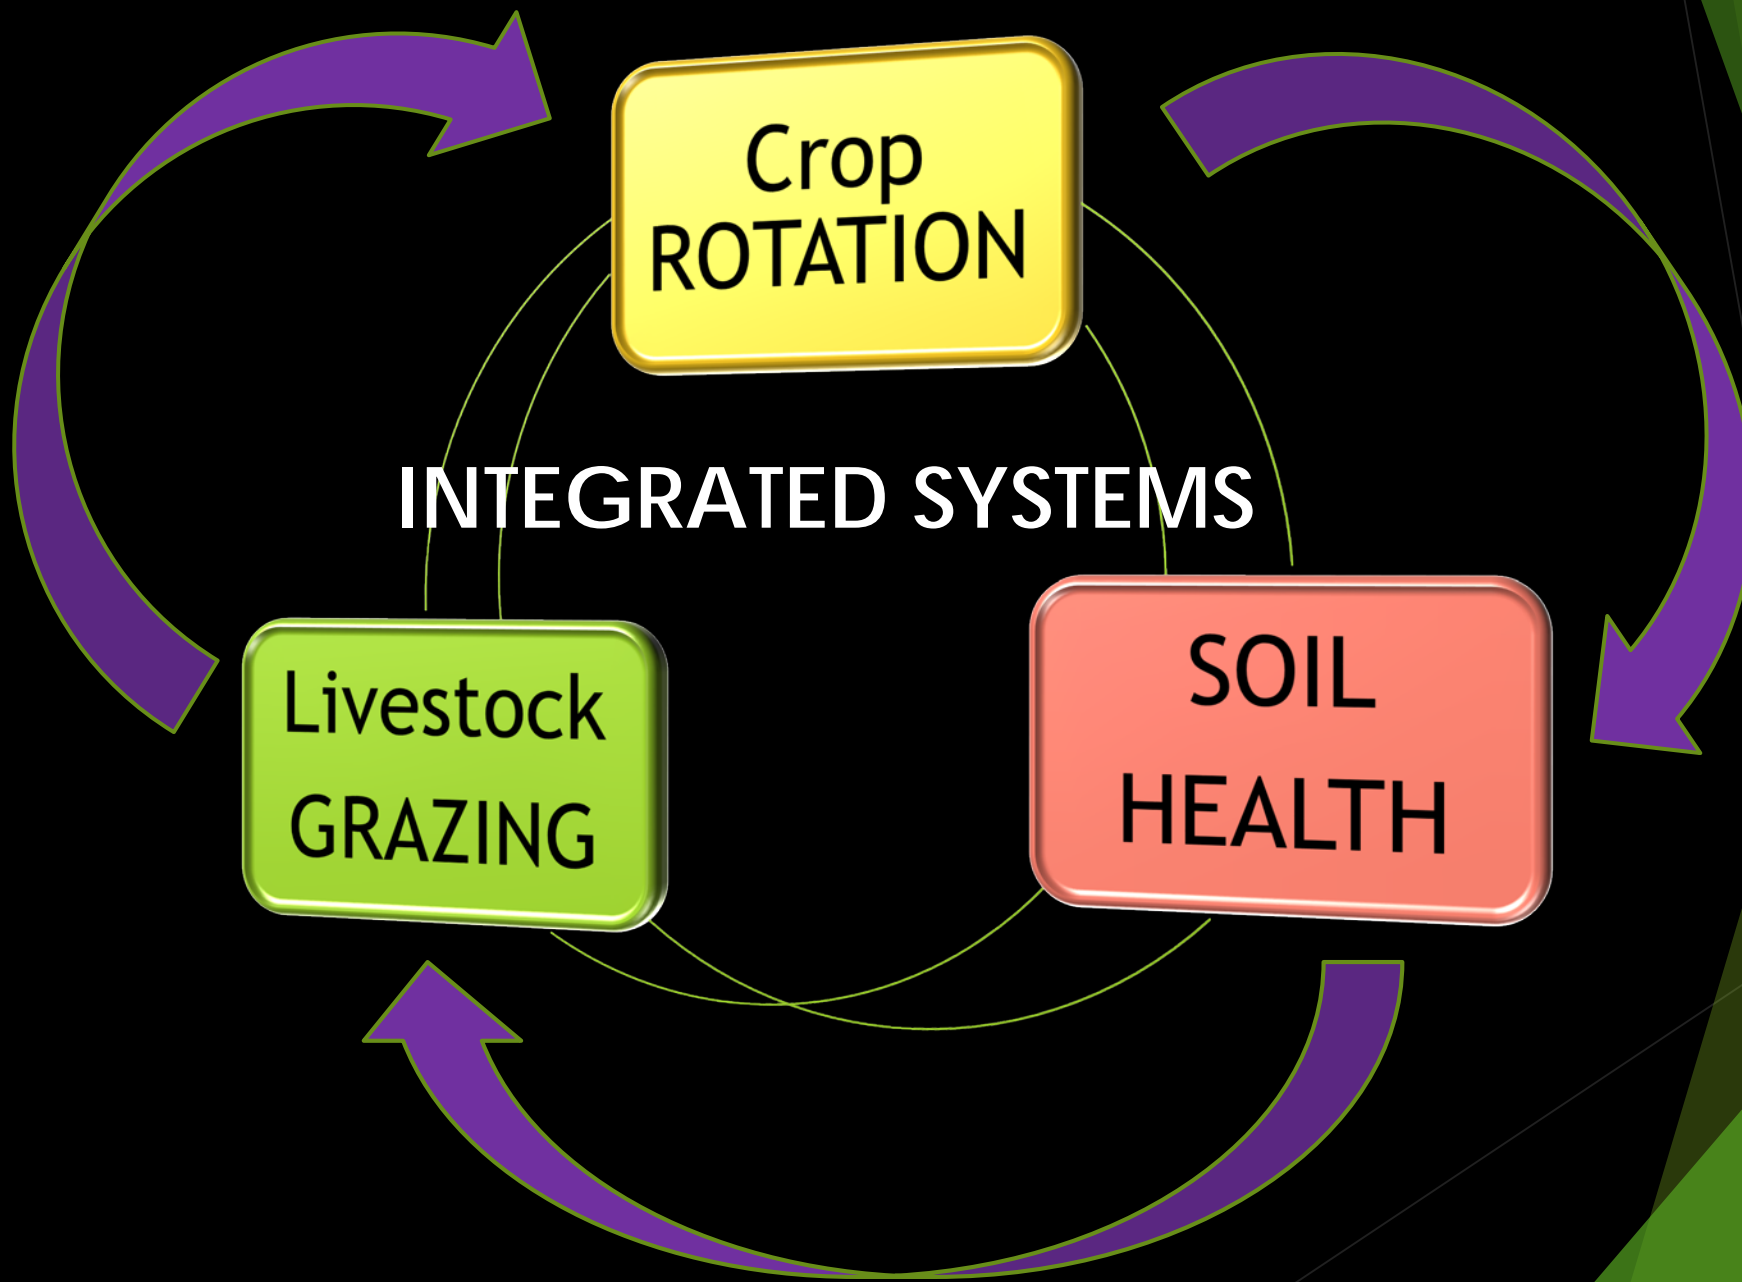 Crop
ROTATION
INTEGRATED SYSTEMS
Livestock
GRAZING
SOIL
HEALTH